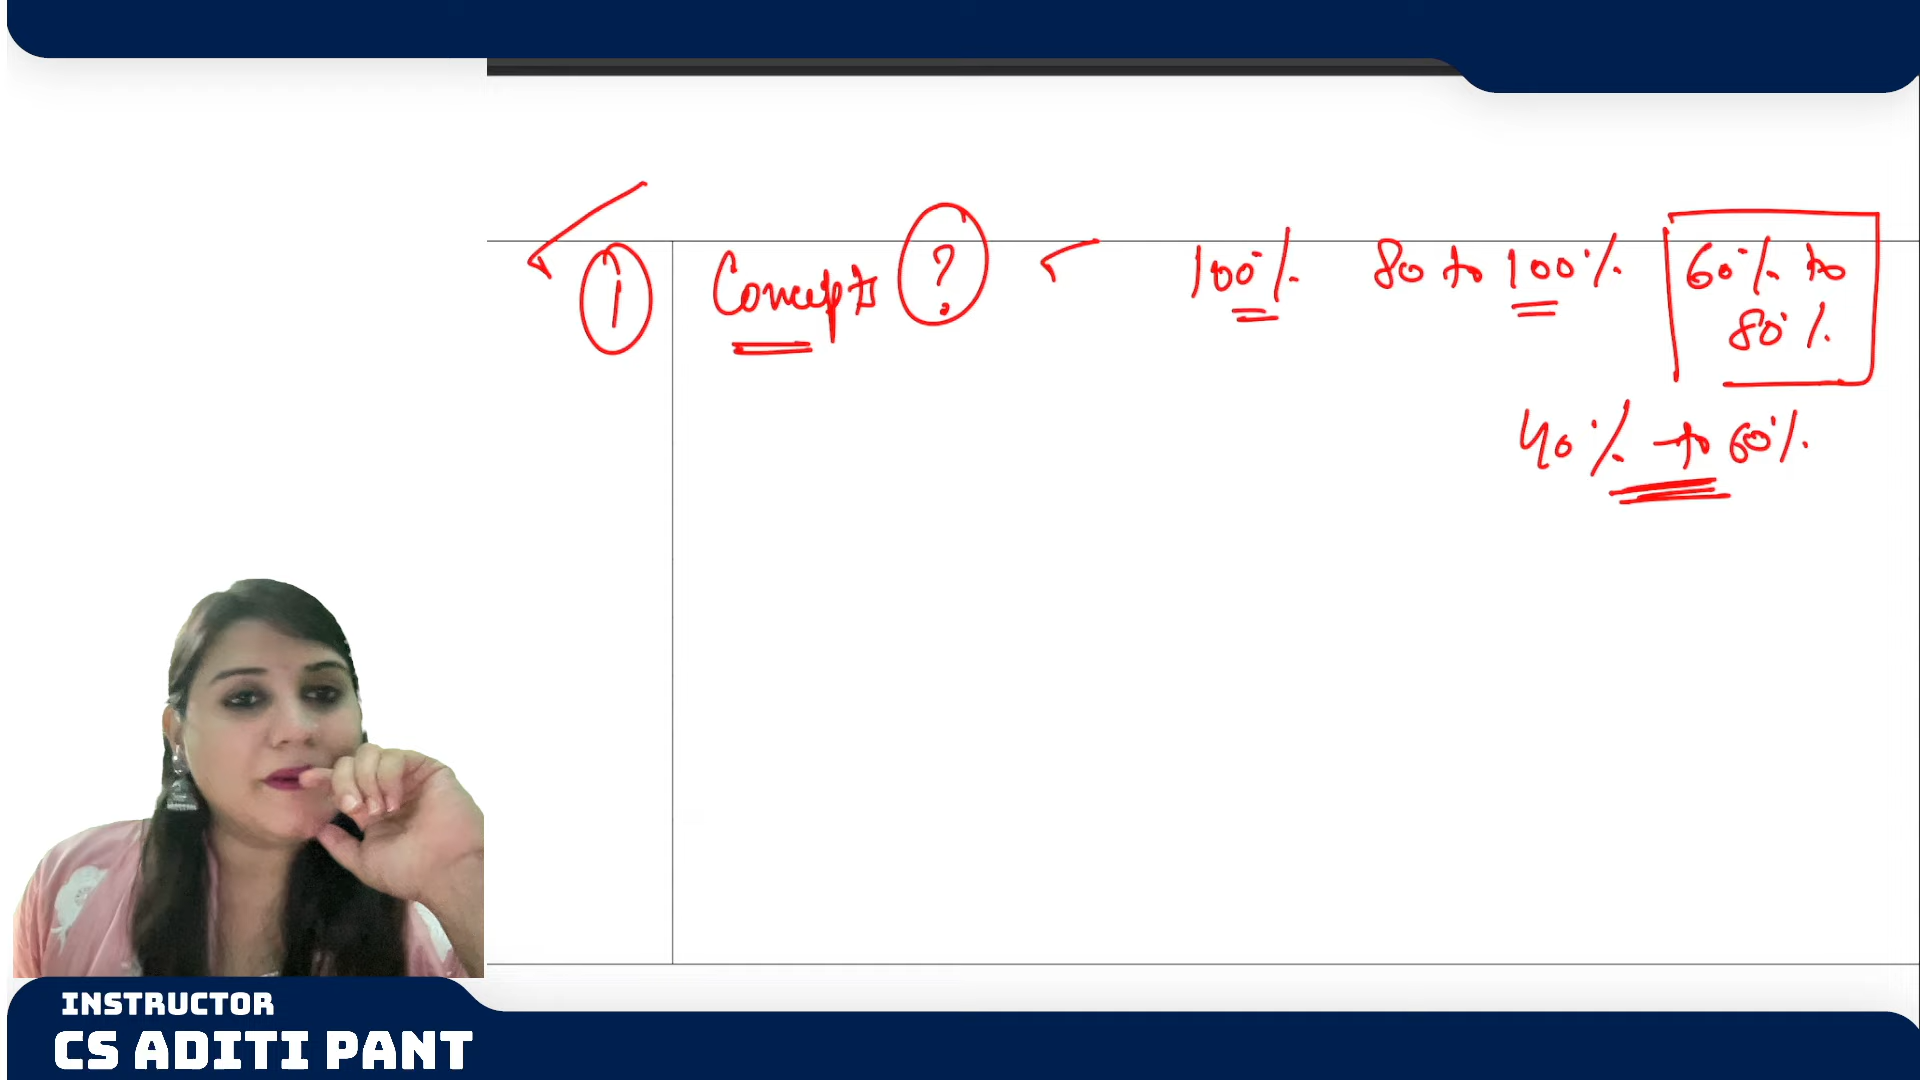 1 Concepts ? 100% 80 to 100% 60% to
80%
40% to 60%
INSTRUCTOR
CS ADITI PANT